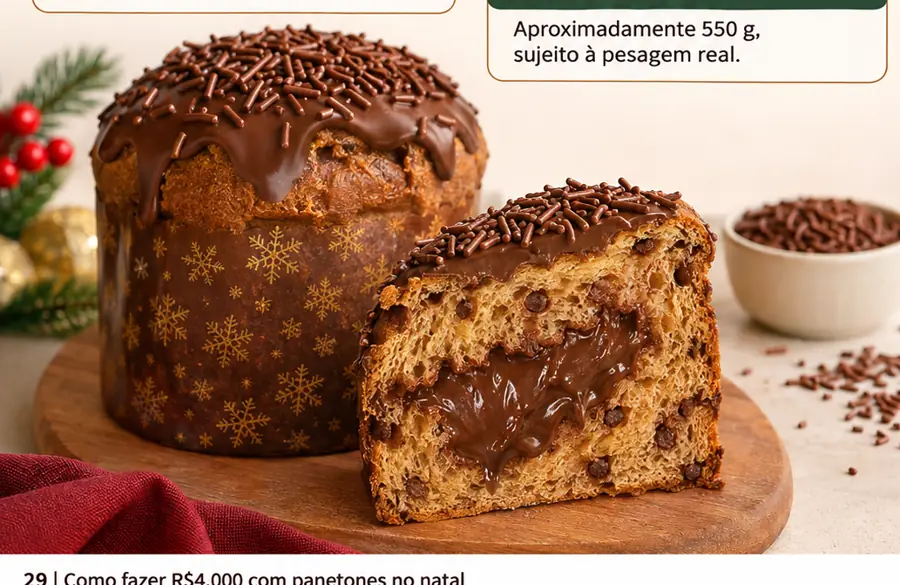 Aproximadamente 550 g,
sujeito à pesagem real.
29 | Como fazer R$4.000 com panetones no natal